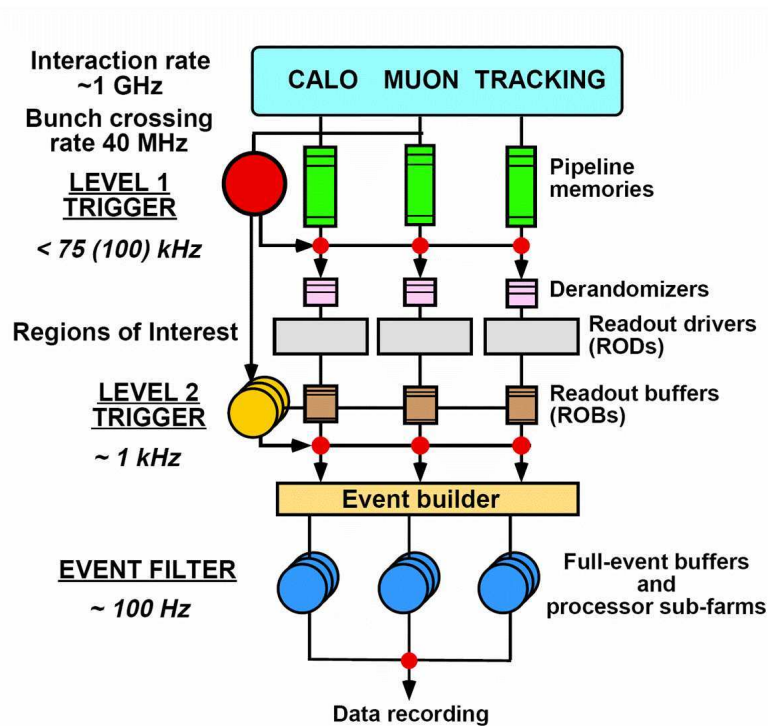 Interaction rate
~1 GHz
CALO MUON TRACKING
Bunch crossing
rate 40 MHz
Pipeline
memories
LEVEL 1
TRIGGER
< 75 (100) kHz
Derandomizers
Regions of Interest
Readout drivers
(RODs)
LEVEL 2
TRIGGER
Readout buffers
(ROBs)
~ 1 kHz
Event builder
EVENT FILTER
~ 100 Hz
Full-event buffers
and
processor sub-farms
Data recording